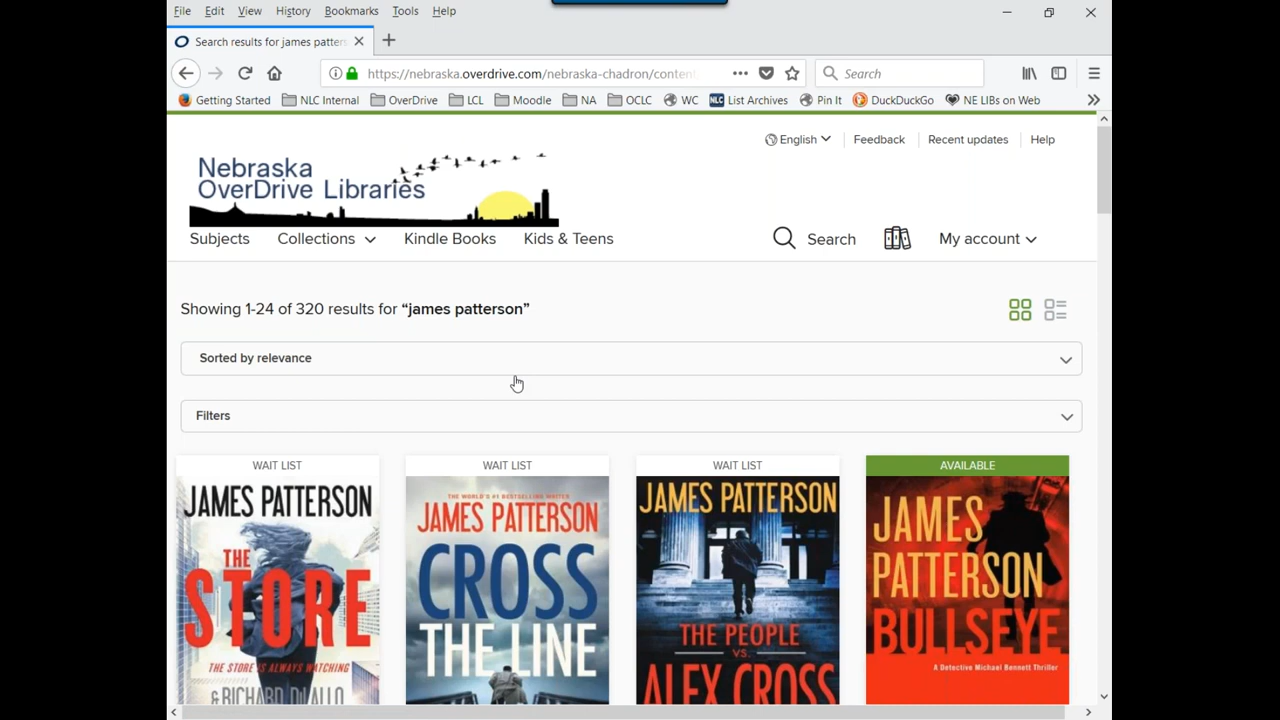 File Edit View History Bookmarks Tools Help
Search results for james patters
https://nebraska.overdrive.com/nebraska-chadron/content
Search
Getting Started NLC Internal OverDrive LCL Moodle NA OCLC WC NLC List Archives Pin It DuckDuckGo NE LIBs on Web
English Feedback Recent updates Help
Nebraska
OverDrive Libraries
Subjects Collections Kindle Books Kids & Teens Search My account
Showing 1-24 of 320 results for “james patterson”
Sorted by relevance
Filters
WAIT LIST WAIT LIST WAIT LIST AVAILABLE
JAMES PATTERSON
THE
STORE
THE STORE IS ALWAYS WATCHING
& RICHARD DiLALLO
THE WORLD'S #1 BESTSELLING WRITER
JAMES PATTERSON
CROSS
THE LINE
JAMES PATTERSON
THE PEOPLE
VS.
ALEX CROSS
JAMES
PATTERSON
BULLSEYE
A Detective Michael Bennett Thriller